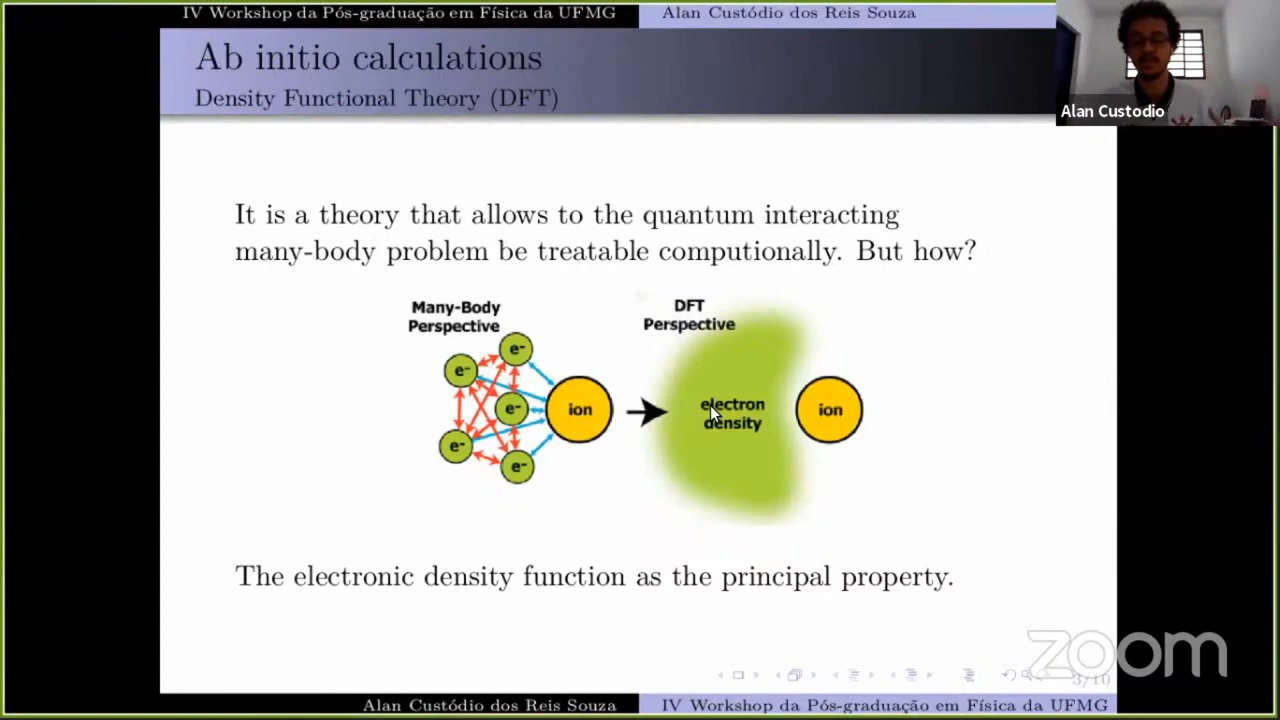 IV Workshop da Pós-graduação em Física da UFMG
Alan Custódio dos Reis Souza
Ab initio calculations
Density Functional Theory (DFT)
Alan Custodio
It is a theory that allows to the quantum interacting
many-body problem be treatable computionally. But how?
Many-Body
Perspective
DFT
Perspective
e-
e-
e-
e-
e-
ion
electron
density
ion
The electronic density function as the principal property.
zoom
3/10
Alan Custódio dos Reis Souza
IV Workshop da Pós-graduação em Física da UFMG